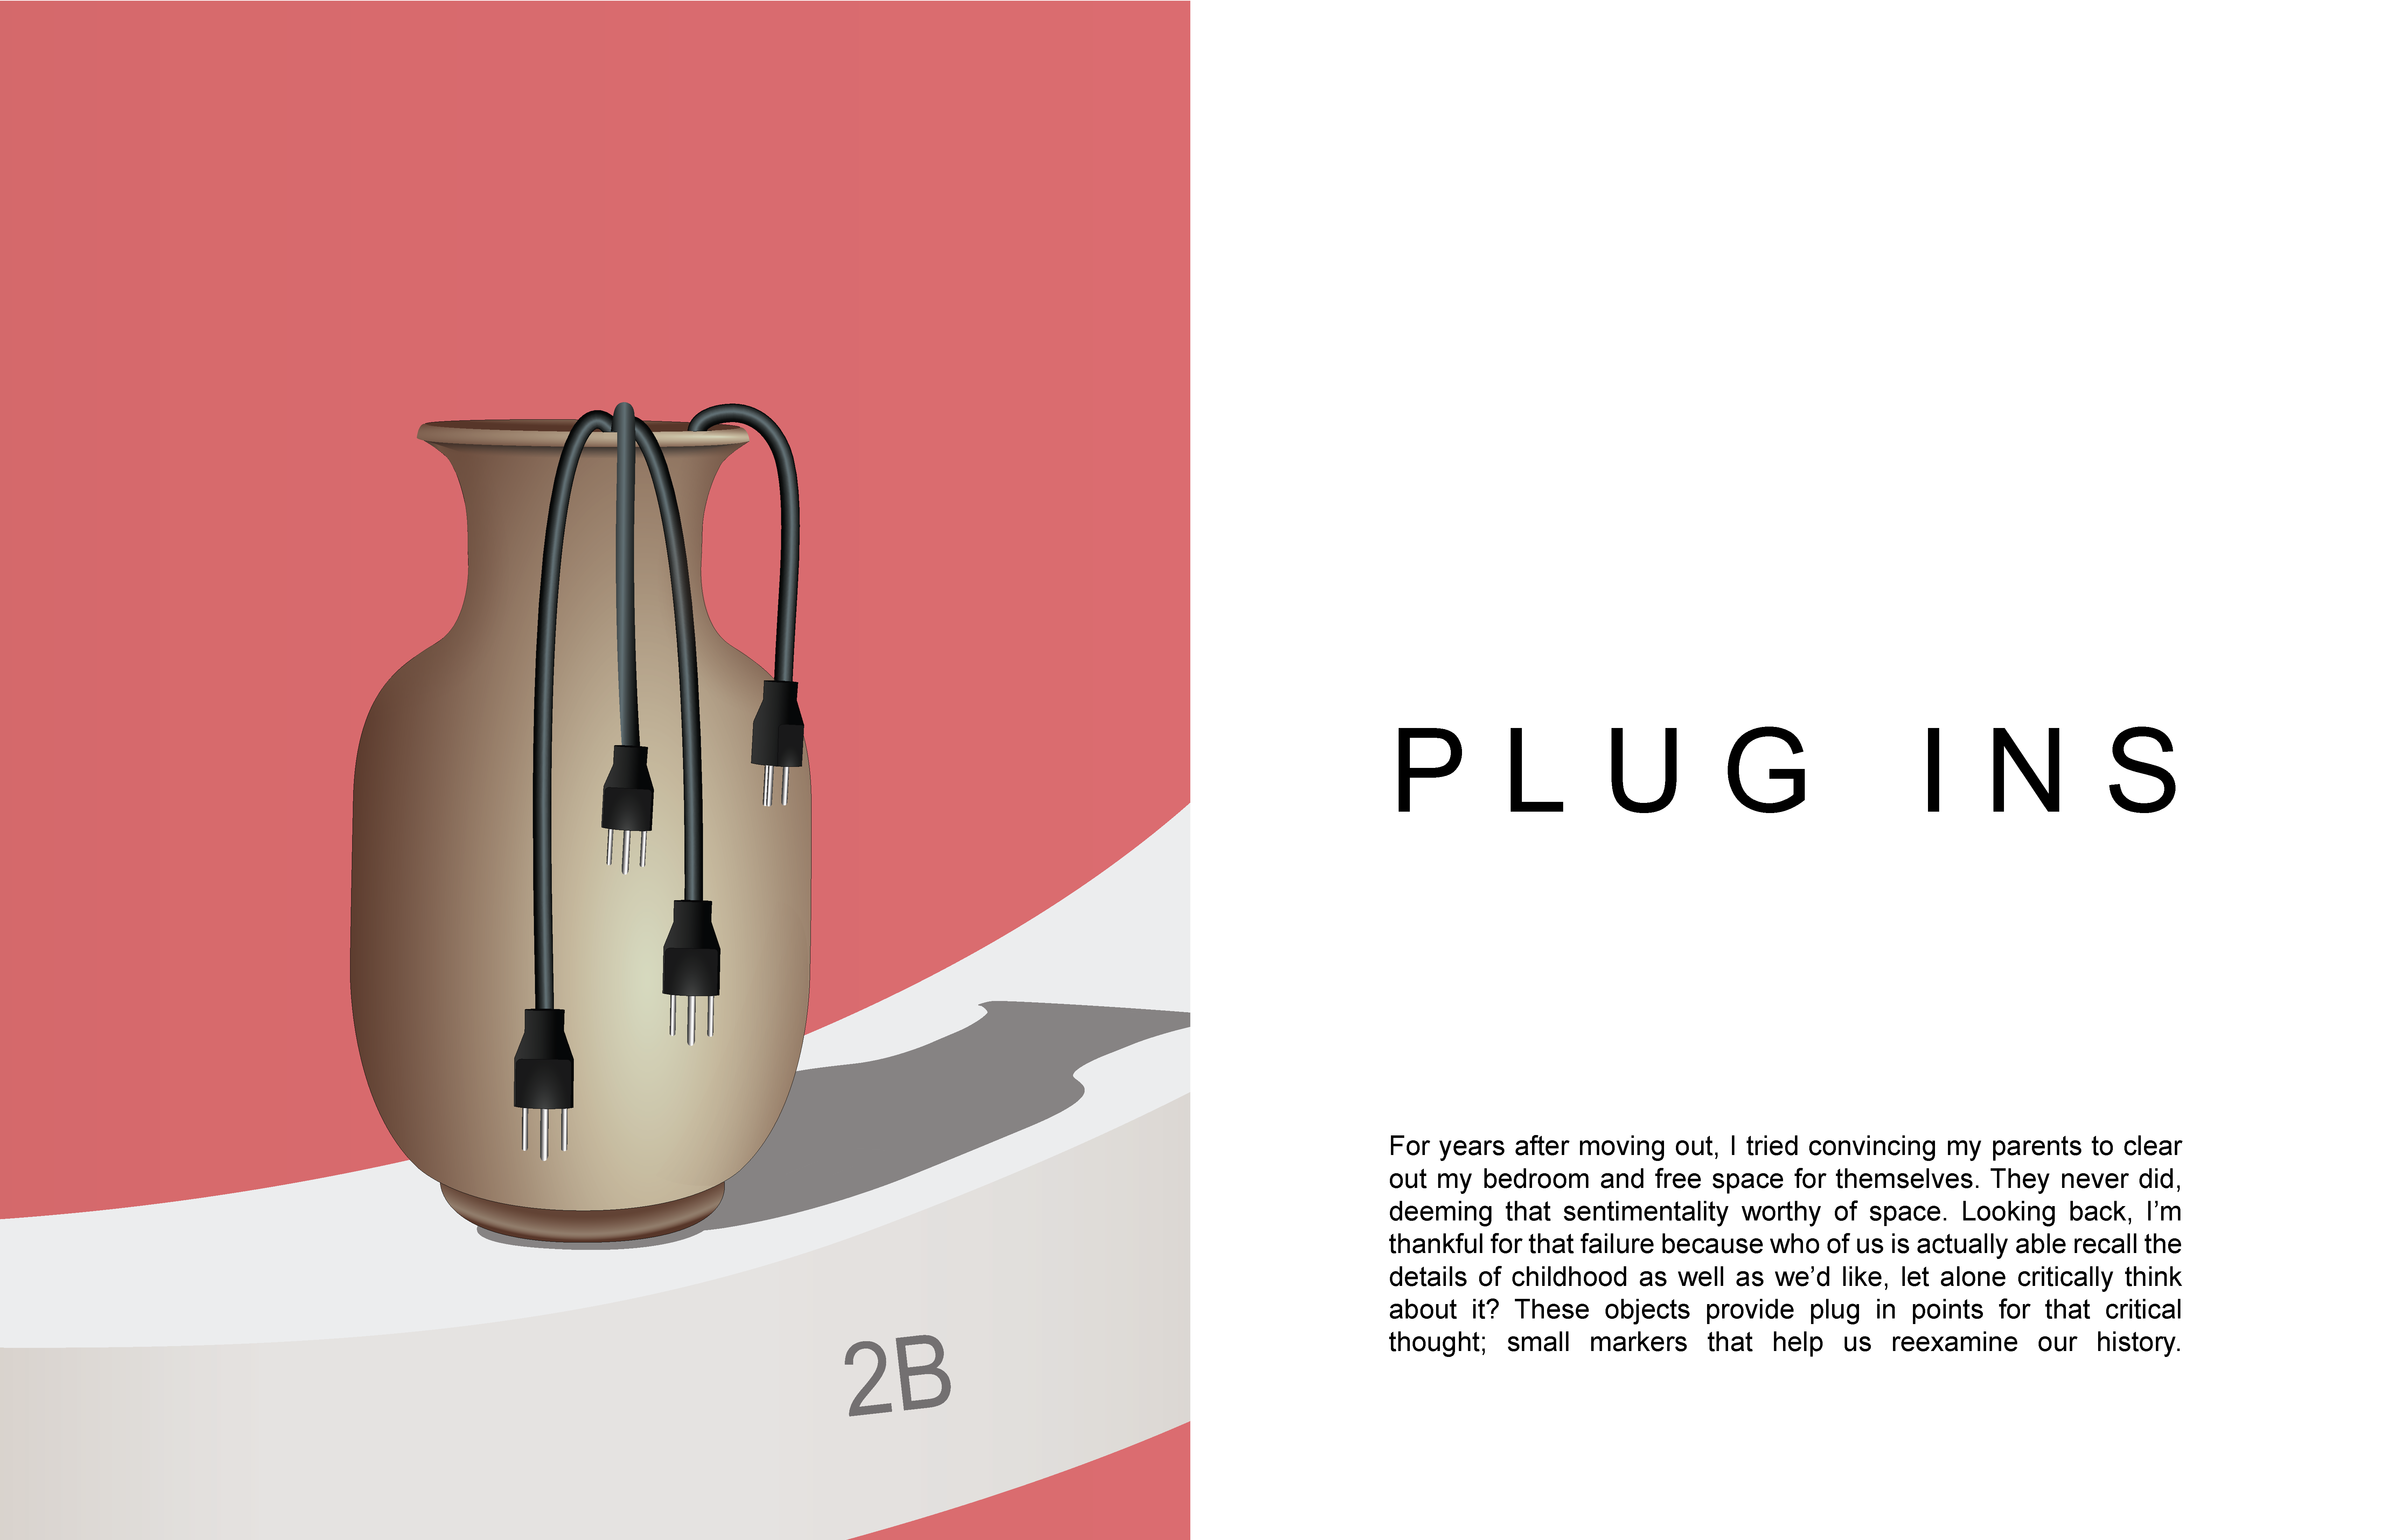 2B
PLUG INS
For years after moving out, I tried convincing my parents to clear
out my bedroom and free space for themselves. They never did,
deeming that sentimentality worthy of space. Looking back, I’m
thankful for that failure because who of us is actually able recall the
details of childhood as well as we’d like, let alone critically think
about it? These objects provide plug in points for that critical
thought; small markers that help us reexamine our history.